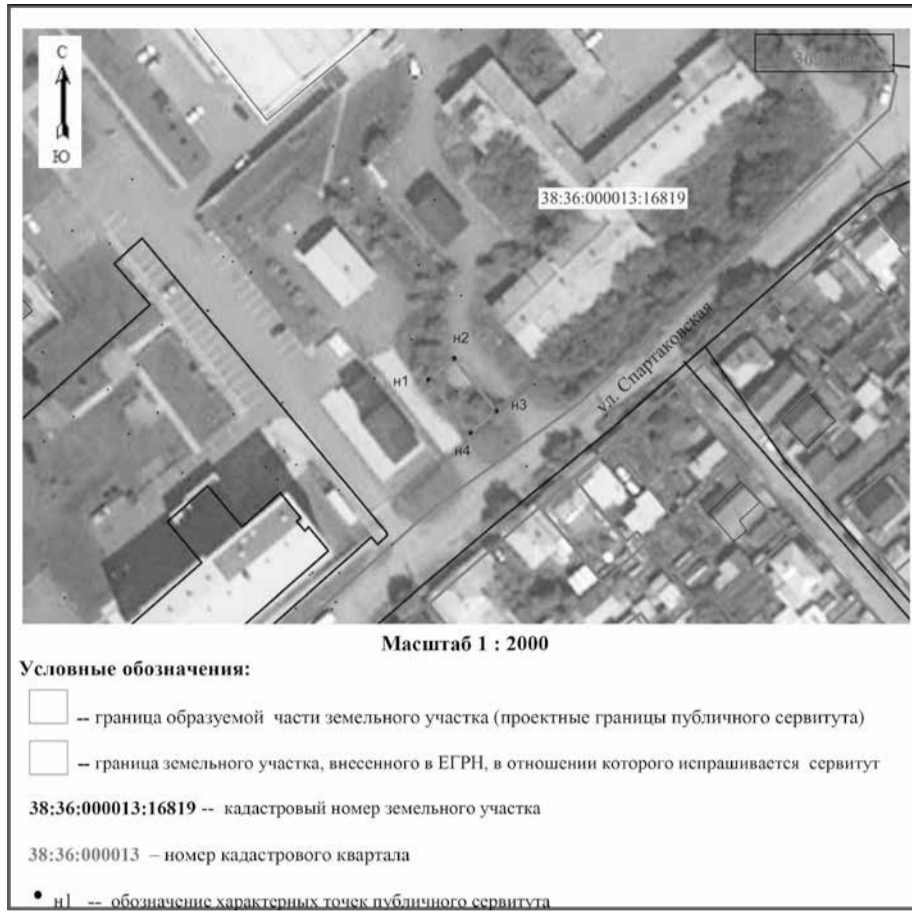 С
Ю
38:36:000013:16819
ул. Спартаковская
н2
н1
н3
н4
Масштаб 1 : 2000
Условные обозначения:
-- граница образуемой части земельного участка (проектные границы публичного сервитута)
-- граница земельного участка, внесенного в ЕГРН, в отношении которого испрашивается сервитут
38:36:000013:16819 -- кадастровый номер земельного участка
38:36:000013 – номер кадастрового квартала
• н1 -- обозначение характерных точек публичного сервитута